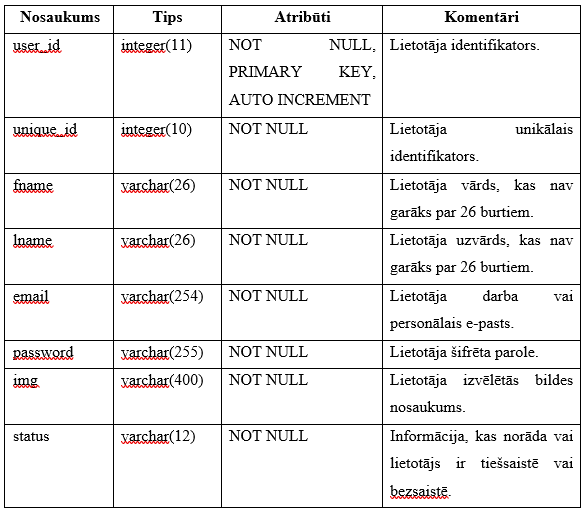 Nosaukums Tips Atribūti Komentāri
user_id integer(11) NOT NULL, Lietotāja identifikators.
PRIMARY KEY,
AUTO INCREMENT
unique_id integer(10) NOT NULL Lietotāja unikālais
identifikators.
fname varchar(26) NOT NULL Lietotāja vārds, kas nav
garāks par 26 burtiem.
lname varchar(26) NOT NULL Lietotāja uzvārds, kas nav
garāks par 26 burtiem.
email varchar(254) NOT NULL Lietotāja darba vai
personālais e-pasts.
password varchar(255) NOT NULL Lietotāja šifrēta parole.
img varchar(400) NOT NULL Lietotāja izvēlētās bildes
nosaukums.
status varchar(12) NOT NULL Informācija, kas norāda vai
lietotājs ir tiešsaistē vai
bezsaistē.